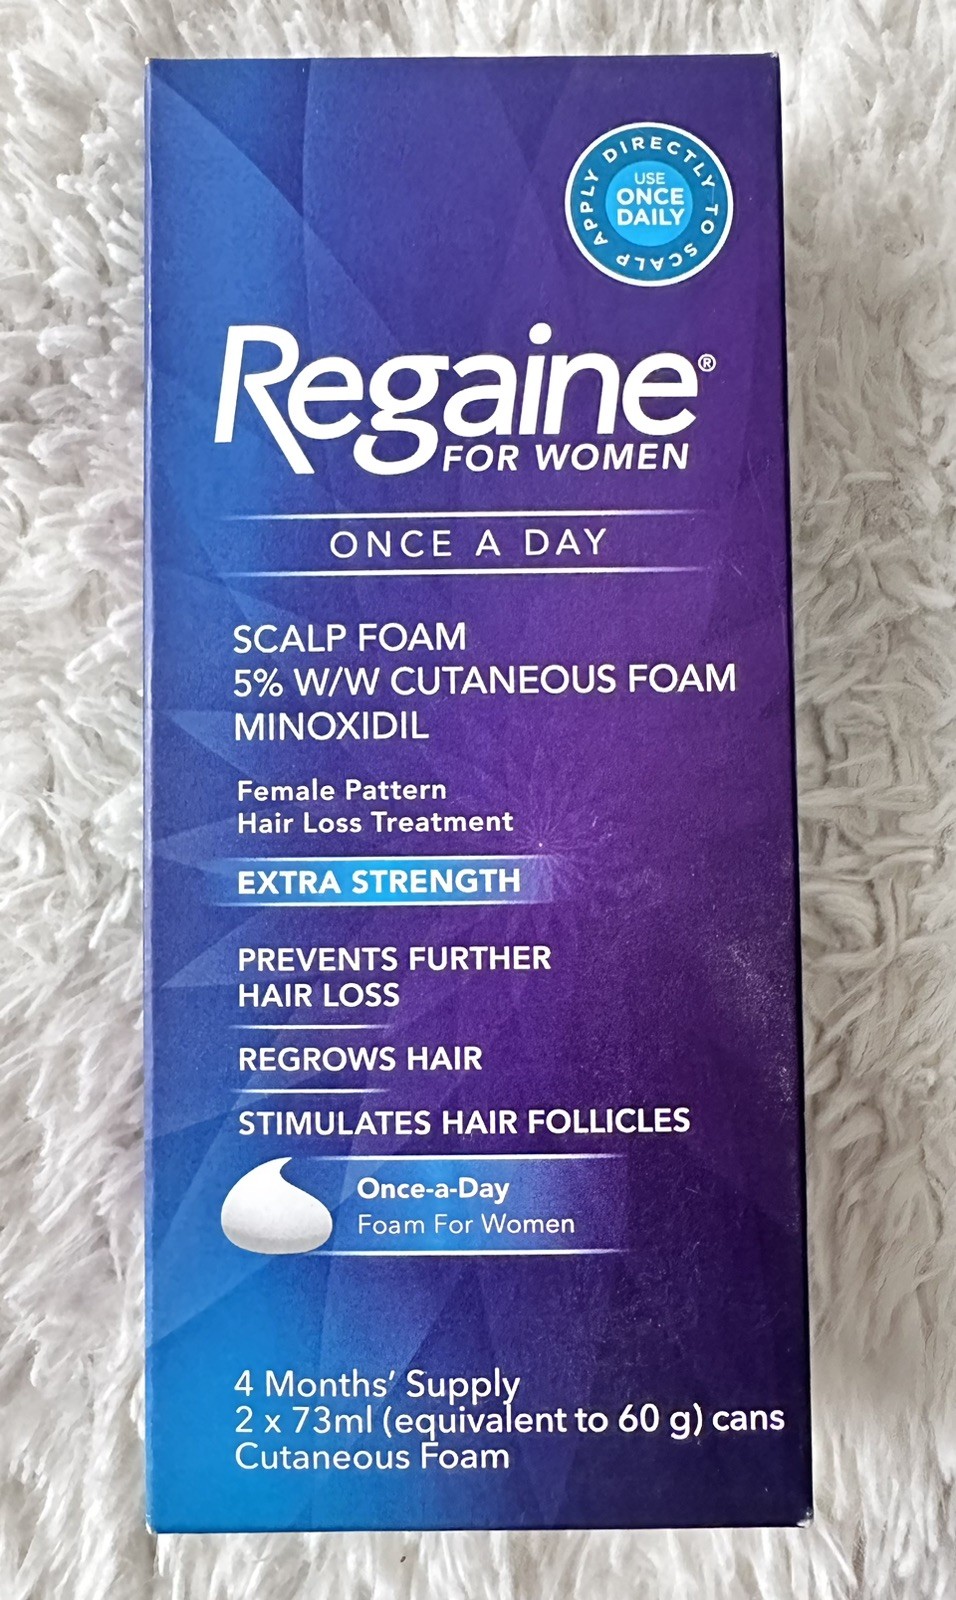 APPLY DIRECTLY TO SCALP
USE
ONCE
DAILY
Regaine®
FOR WOMEN
ONCE A DAY
SCALP FOAM
5% W/W CUTANEOUS FOAM
MINOXIDIL
Female Pattern
Hair Loss Treatment
EXTRA STRENGTH
PREVENTS FURTHER
HAIR LOSS
REGROWS HAIR
STIMULATES HAIR FOLLICLES
Once-a-Day
Foam For Women
4 Months' Supply
2 x 73ml (equivalent to 60 g) cans
Cutaneous Foam